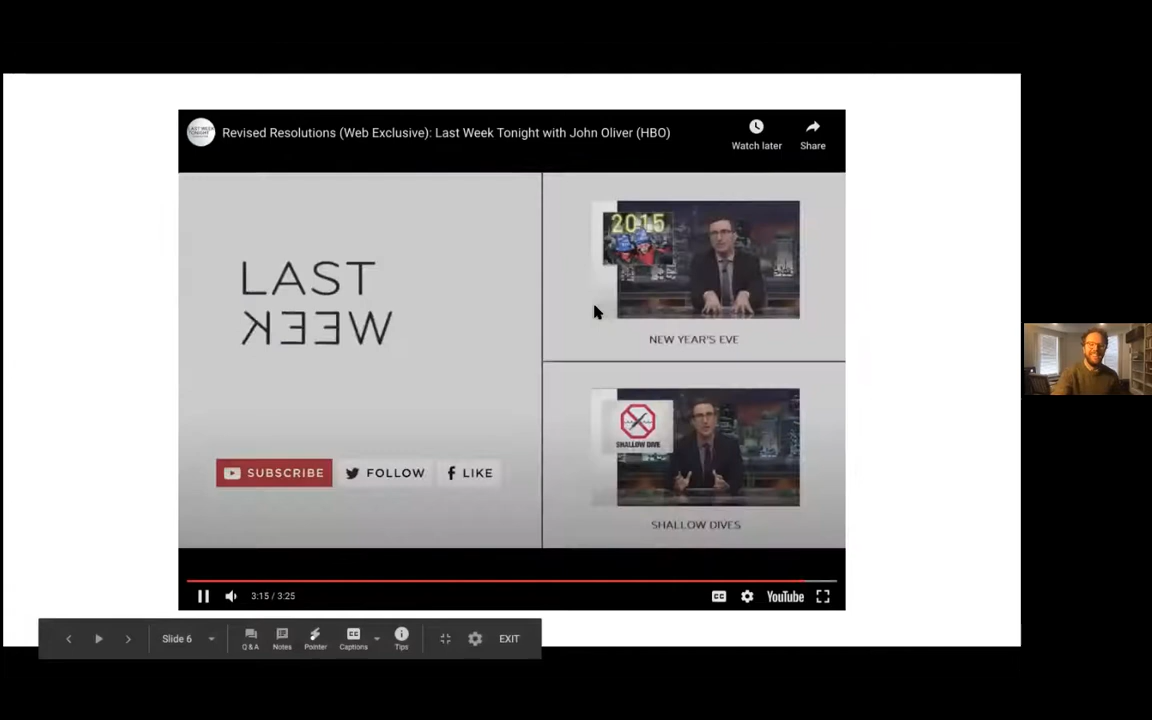 Revised Resolutions (Web Exclusive): Last Week Tonight with John Oliver (HBO)
Watch later
Share
LAST
WEEK
SUBSCRIBE
FOLLOW
LIKE
2015
NEW YEAR'S EVE
SHALLOW DIVE
SHALLOW DIVES
3:15 / 3:25
CC
YouTube
Slide 6
Q & A
Notes
Pointer
CC
Captions
Tips
EXIT